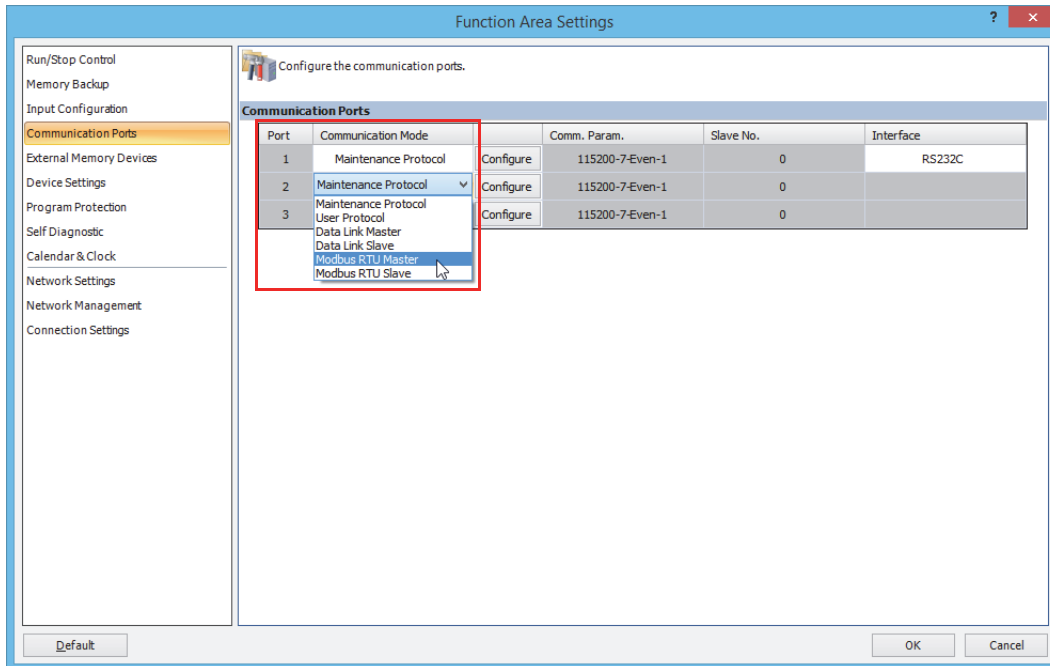 Function Area Settings
?
Run/Stop Control
Memory Backup
Input Configuration
Communication Ports
External Memory Devices
Device Settings
Program Protection
Self Diagnostic
Calendar & Clock
Network Settings
Network Management
Connection Settings
Configure the communication ports.
Communication Ports
Port Communication Mode Comm. Param. Slave No. Interface
1 Maintenance Protocol Configure 115200-7-Even-1 0 RS232C
2 Maintenance Protocol Configure 115200-7-Even-1 0
3 Configure 115200-7-Even-1 0
Maintenance Protocol
User Protocol
Data Link Master
Data Link Slave
Modbus RTU Master
Modbus RTU Slave
Default OK Cancel